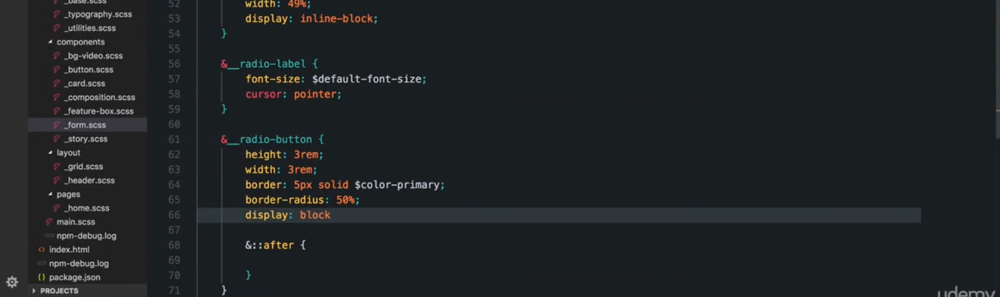 _base.scss
_typography.scss
_utilities.scss
components
_bg-video.scss
_button.scss
_card.scss
_composition.scss
_feature-box.scss
_form.scss
_story.scss
layout
_grid.scss
_header.scss
pages
_home.scss
main.scss
npm-debug.log
<> index.html
npm-debug.log
{} package.json
PROJECTS
52 width: 49%;
53 display: inline-block;
54 }
55
56 &__radio-label {
57 font-size: $default-font-size;
58 cursor: pointer;
59 }
60
61 &__radio-button {
62 height: 3rem;
63 width: 3rem;
64 border: 5px solid $color-primary;
65 border-radius: 50%;
66 display: block
67
68 &::after {
69
70 }
71 }
udemy